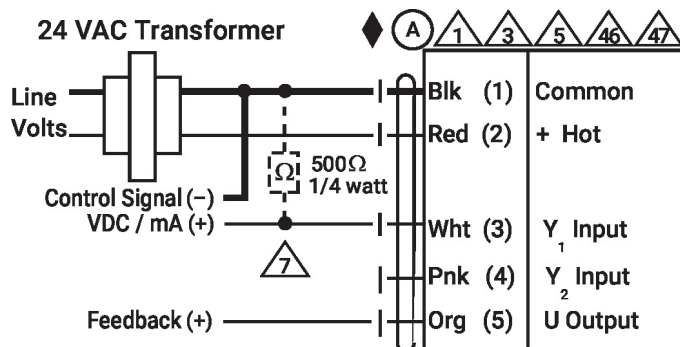 24 VAC Transformer
A 1 3 5 46 47
Line
Volts
Blk (1) Common
Red (2) + Hot
Ω 500Ω
1/4 watt
Control Signal (–)
VDC / mA (+)
Wht (3) Y1 Input
7
Pnk (4) Y2 Input
Feedback (+)
Org (5) U Output